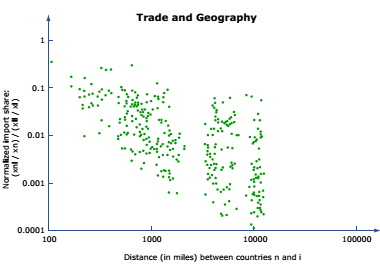 Trade and Geography
Normalized import share:
(xni / xn) / (xii / xi)
1
0.1
0.01
0.001
0.0001
100
1000
10000
100000
Distance (in miles) between countries n and i